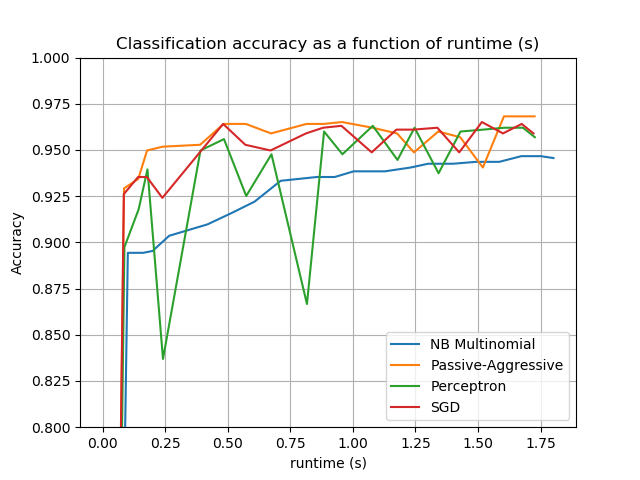 Classification accuracy as a function of runtime (s)
1.000
0.975
0.950
0.925
0.900
0.875
0.850
0.825
0.800
Accuracy
NB Multinomial
Passive-Aggressive
Perceptron
SGD
0.00 0.25 0.50 0.75 1.00 1.25 1.50 1.75
runtime (s)